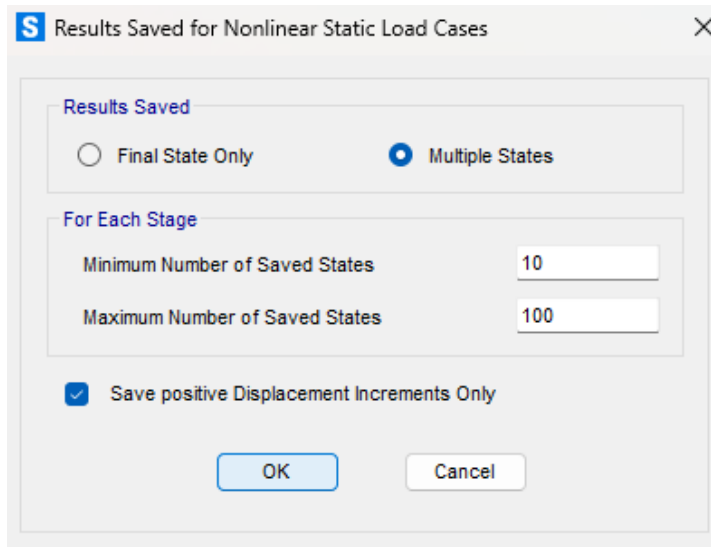 S Results Saved for Nonlinear Static Load Cases
Results Saved
Final State Only Multiple States
For Each Stage
Minimum Number of Saved States 10
Maximum Number of Saved States 100
Save positive Displacement Increments Only
OK Cancel